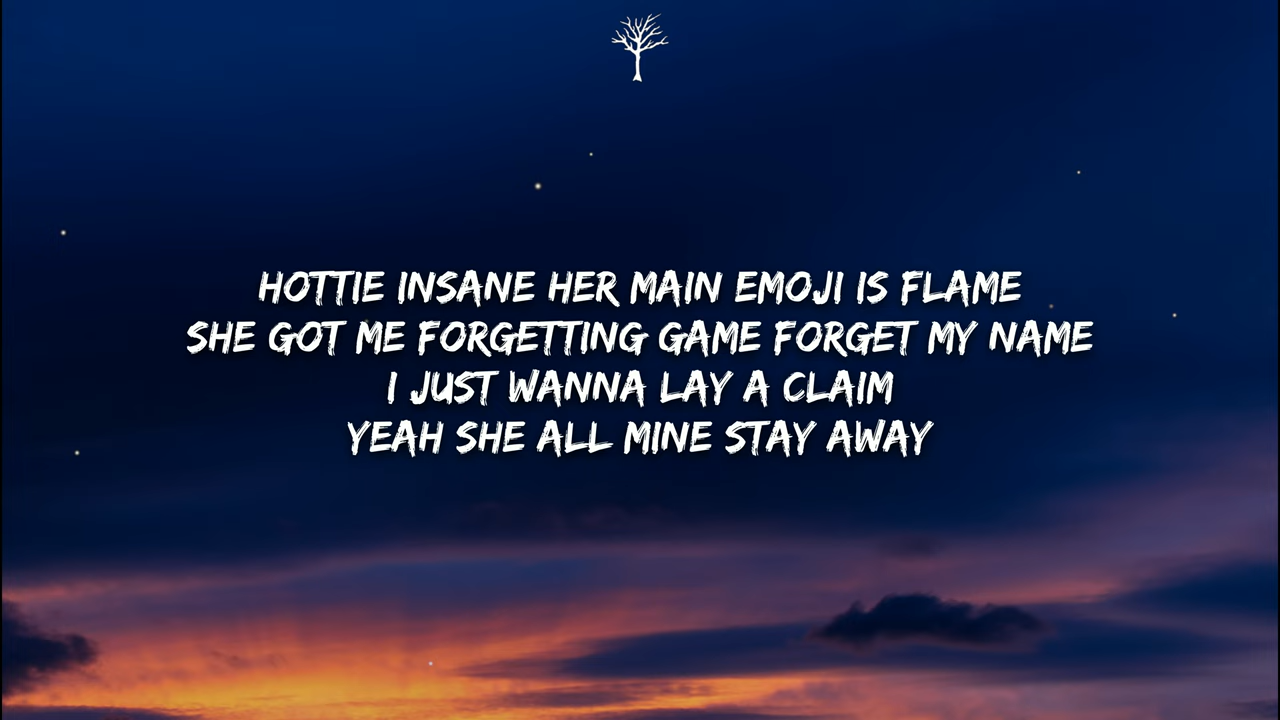 HOTTIE INSANE HER MAIN EMOJI IS FLAME
SHE GOT ME FORGETTING GAME FORGET MY NAME
I JUST WANNA LAY A CLAIM
YEAH SHE ALL MINE STAY AWAY